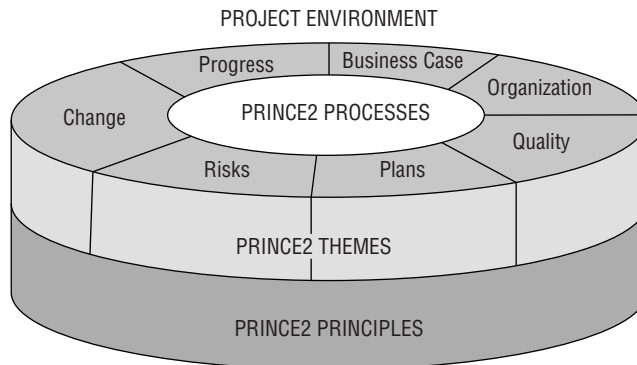 PROJECT ENVIRONMENT
Progress
Business Case
Organization
Change
PRINCE2 PROCESSES
Quality
Risks
Plans
PRINCE2 THEMES
PRINCE2 PRINCIPLES